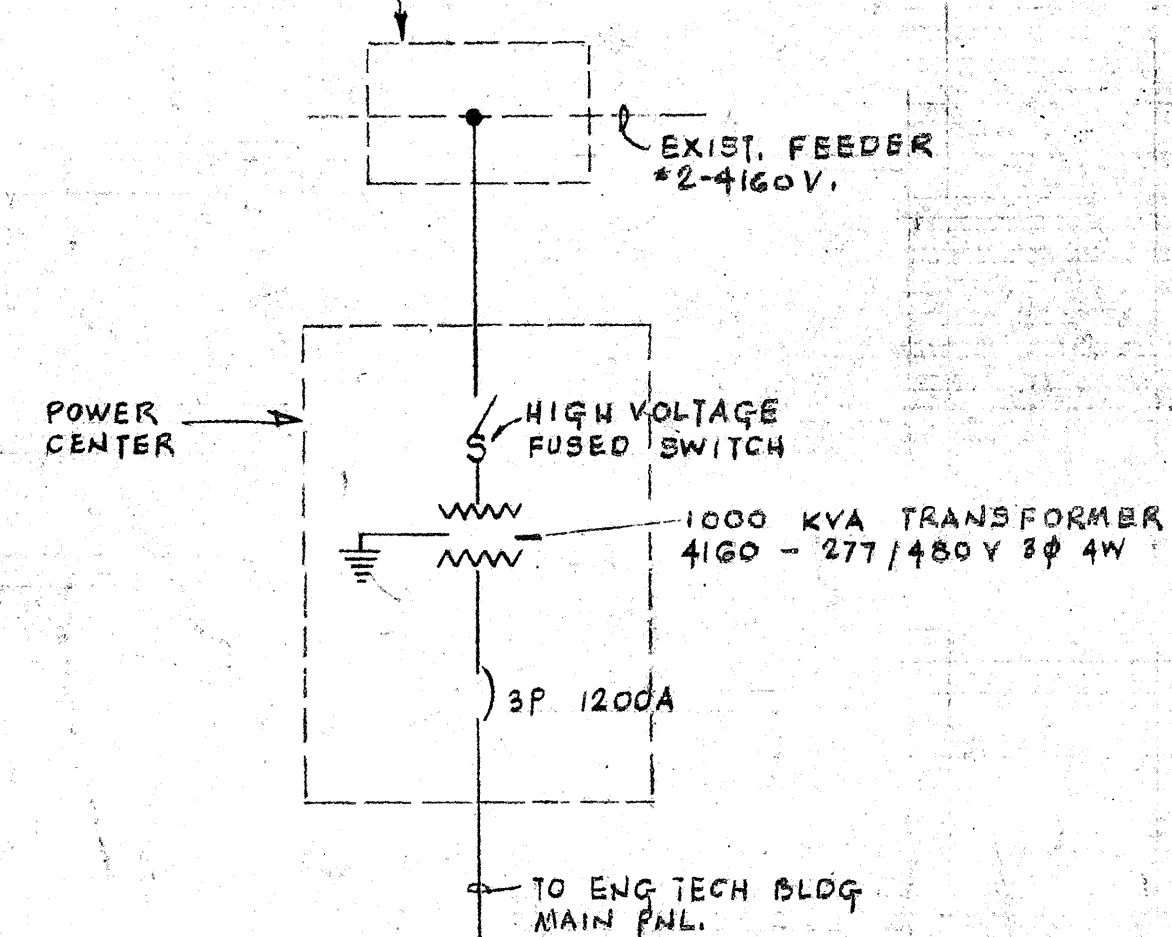 EXIST. FEEDER
#2-4160V.
POWER
CENTER
HIGH VOLTAGE
FUSED SWITCH
1000 KVA TRANSFORMER
4160 - 277/480V 3φ 4W
3P 1200A
TO ENG TECH BLDG
MAIN PNL.